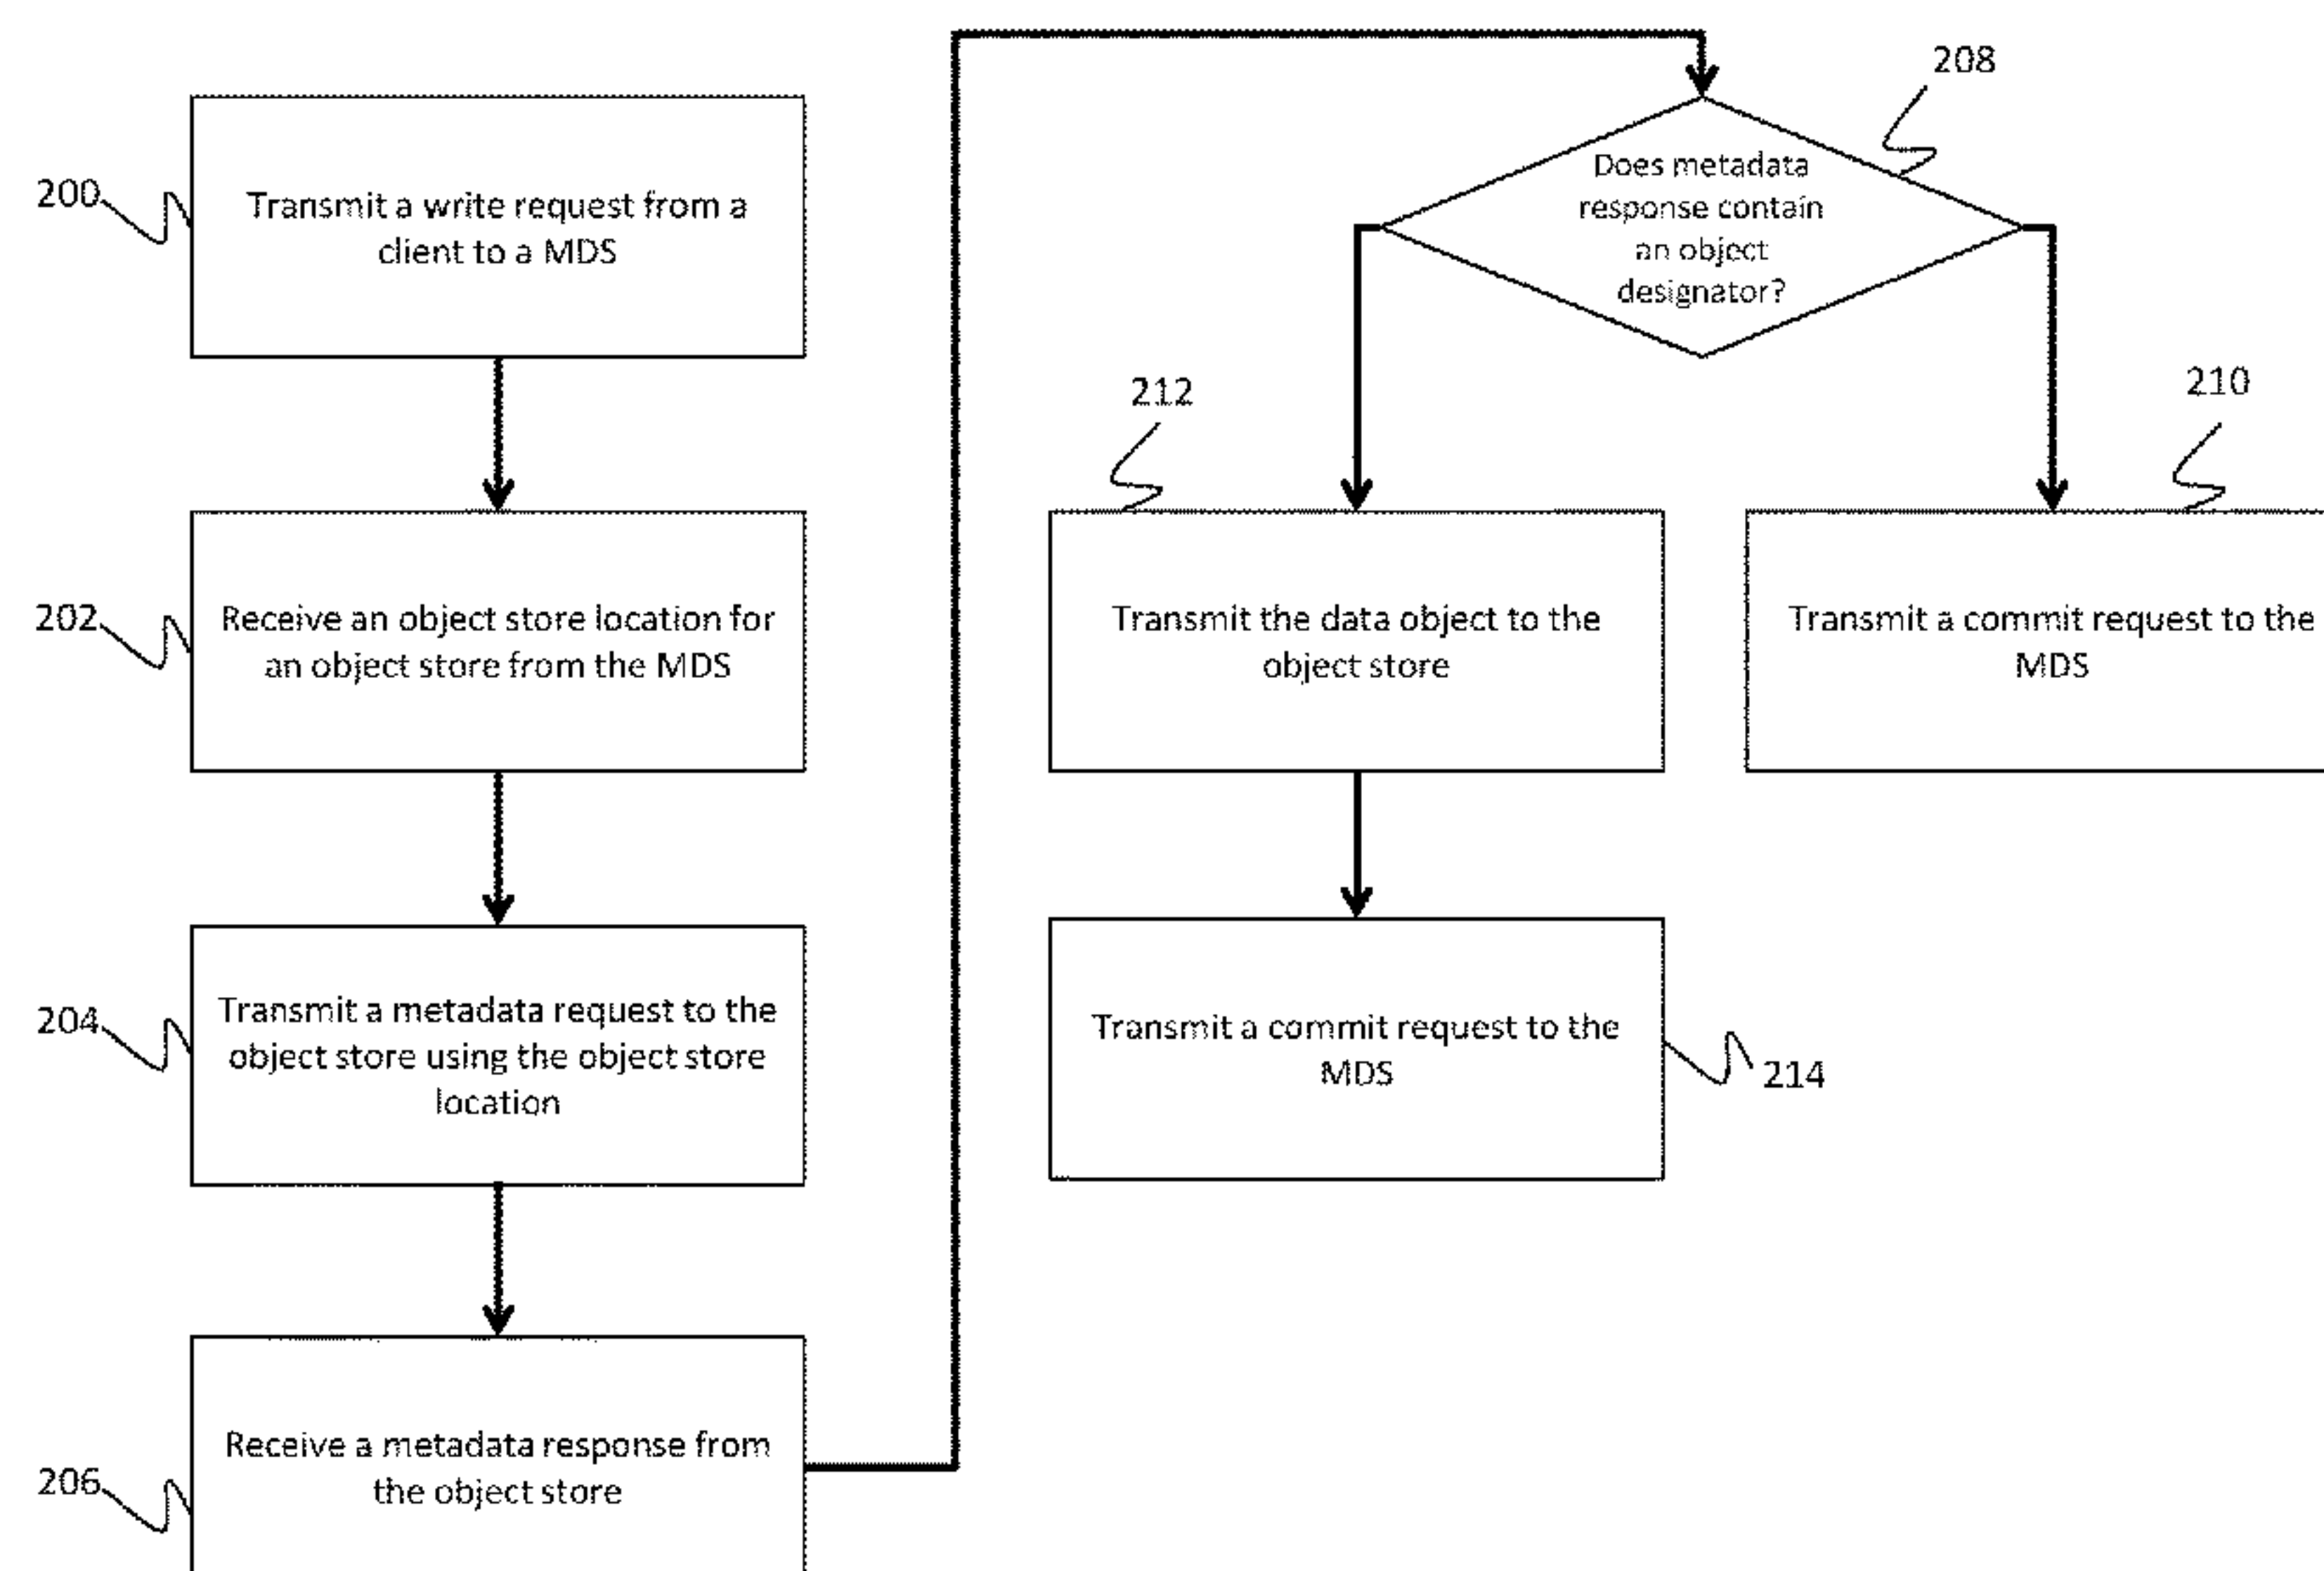 200
Transmit a write request from a
client to a MDS
202
Receive an object store location for
an object store from the MDS
204
Transmit a metadata request to the
object store using the object store
location
206
Receive a metadata response from
the object store
208
Does metadata
response contain
an object
designator?
212
Transmit the data object to the
object store
210
Transmit a commit request to the
MDS
Transmit a commit request to the
MDS
214